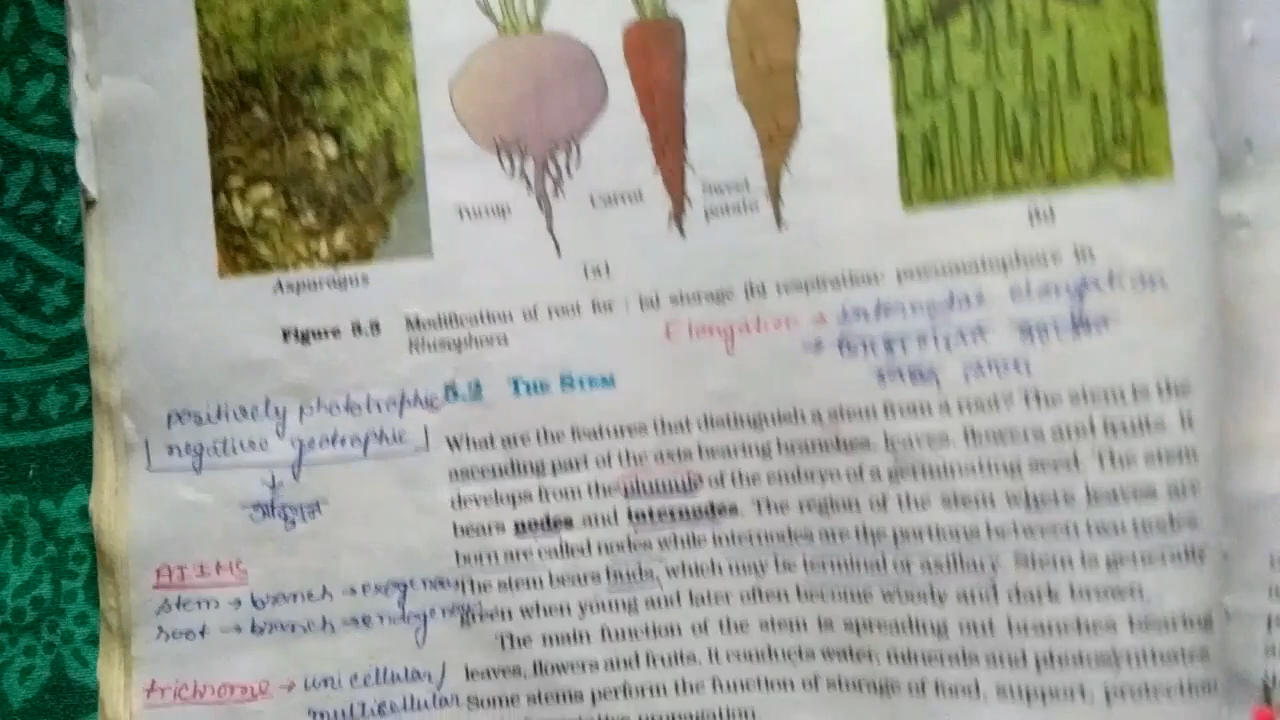 Turnip
Carrot
Sweet
potato
Asparagus
(a)
(b)
Figure 5.5 Modification of root for : (a) storage (b) respiration: pneumatophore in
Rhizophora
Elongation →
elongation
5.2 THE STEM
positively phototrophic
negative geotrophic
What are the features that distinguish a stem from a root? The stem is the
ascending part of the axis bearing branches, leaves, flowers and fruits. It
develops from the plumule of the embryo of a germinating seed. The stem
bears nodes and internodes. The region of the stem where leaves are
born are called nodes while internodes are the portions between two nodes.
The stem bears buds, which may be terminal or axillary. Stem is generally
green when young and later often become woody and dark brown.
AIIMS
stem → branch → exogenous
root → branch → endogenous
The main function of the stem is spreading out branches bearing
leaves, flowers and fruits. It conducts water, minerals and photosynthates.
Some stems perform the function of storage of food, support, protection
propagation.
trichrome → unicellular/
multicellular